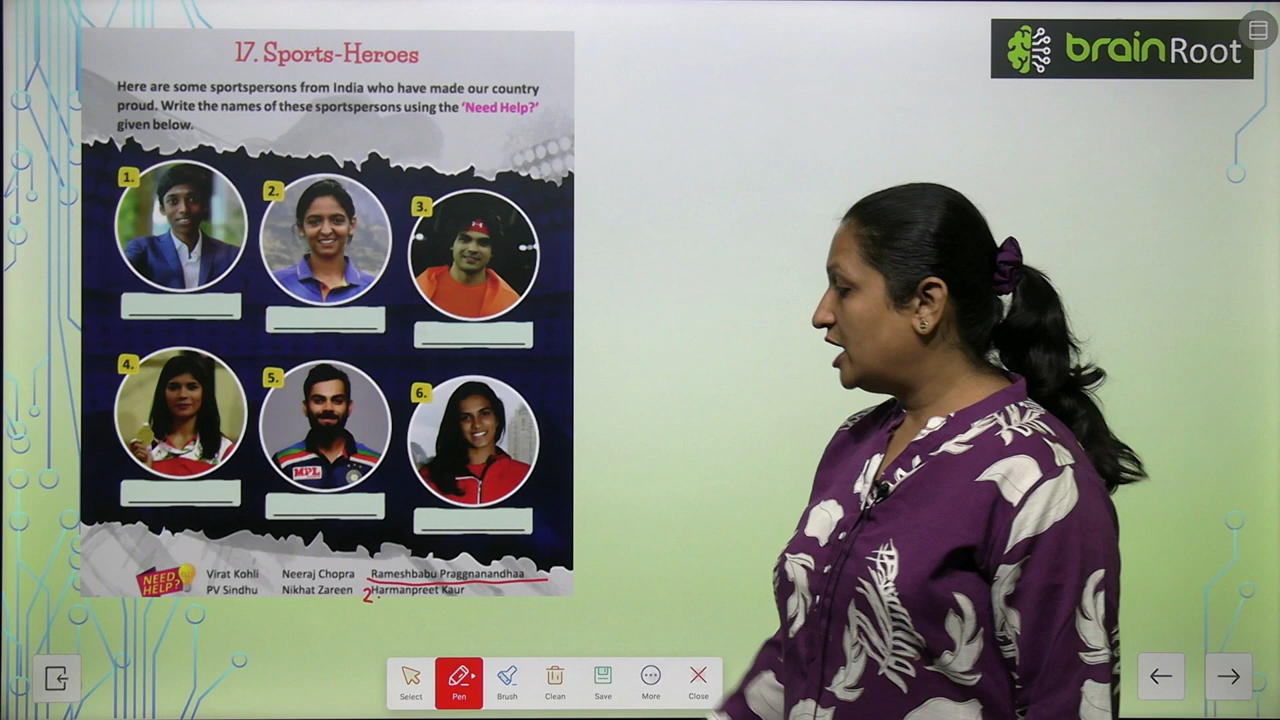 brainRoot
17. Sports-Heroes
Here are some sportspersons from India who have made our country
proud. Write the names of these sportspersons using the ‘Need Help?’
given below.
1.
2.
3.
4.
5.
MPL
6.
NEED HELP?
Virat Kohli Neeraj Chopra Rameshbabu Praggnanandhaa
PV Sindhu Nikhat Zareen 2 Harmanpreet Kaur
Select Pen Brush Clean Save More Close